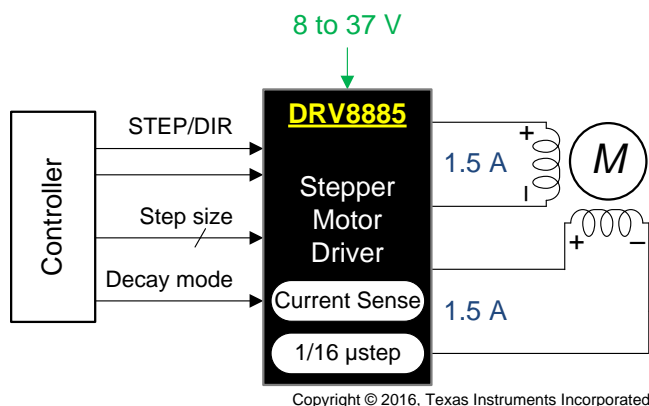 8 to 37 V
Controller
STEP/DIR
Step size
Decay mode
DRV8885
Stepper
Motor
Driver
Current Sense
1/16 µstep
1.5 A
+
–
M
+ –
1.5 A
Copyright © 2016, Texas Instruments Incorporated